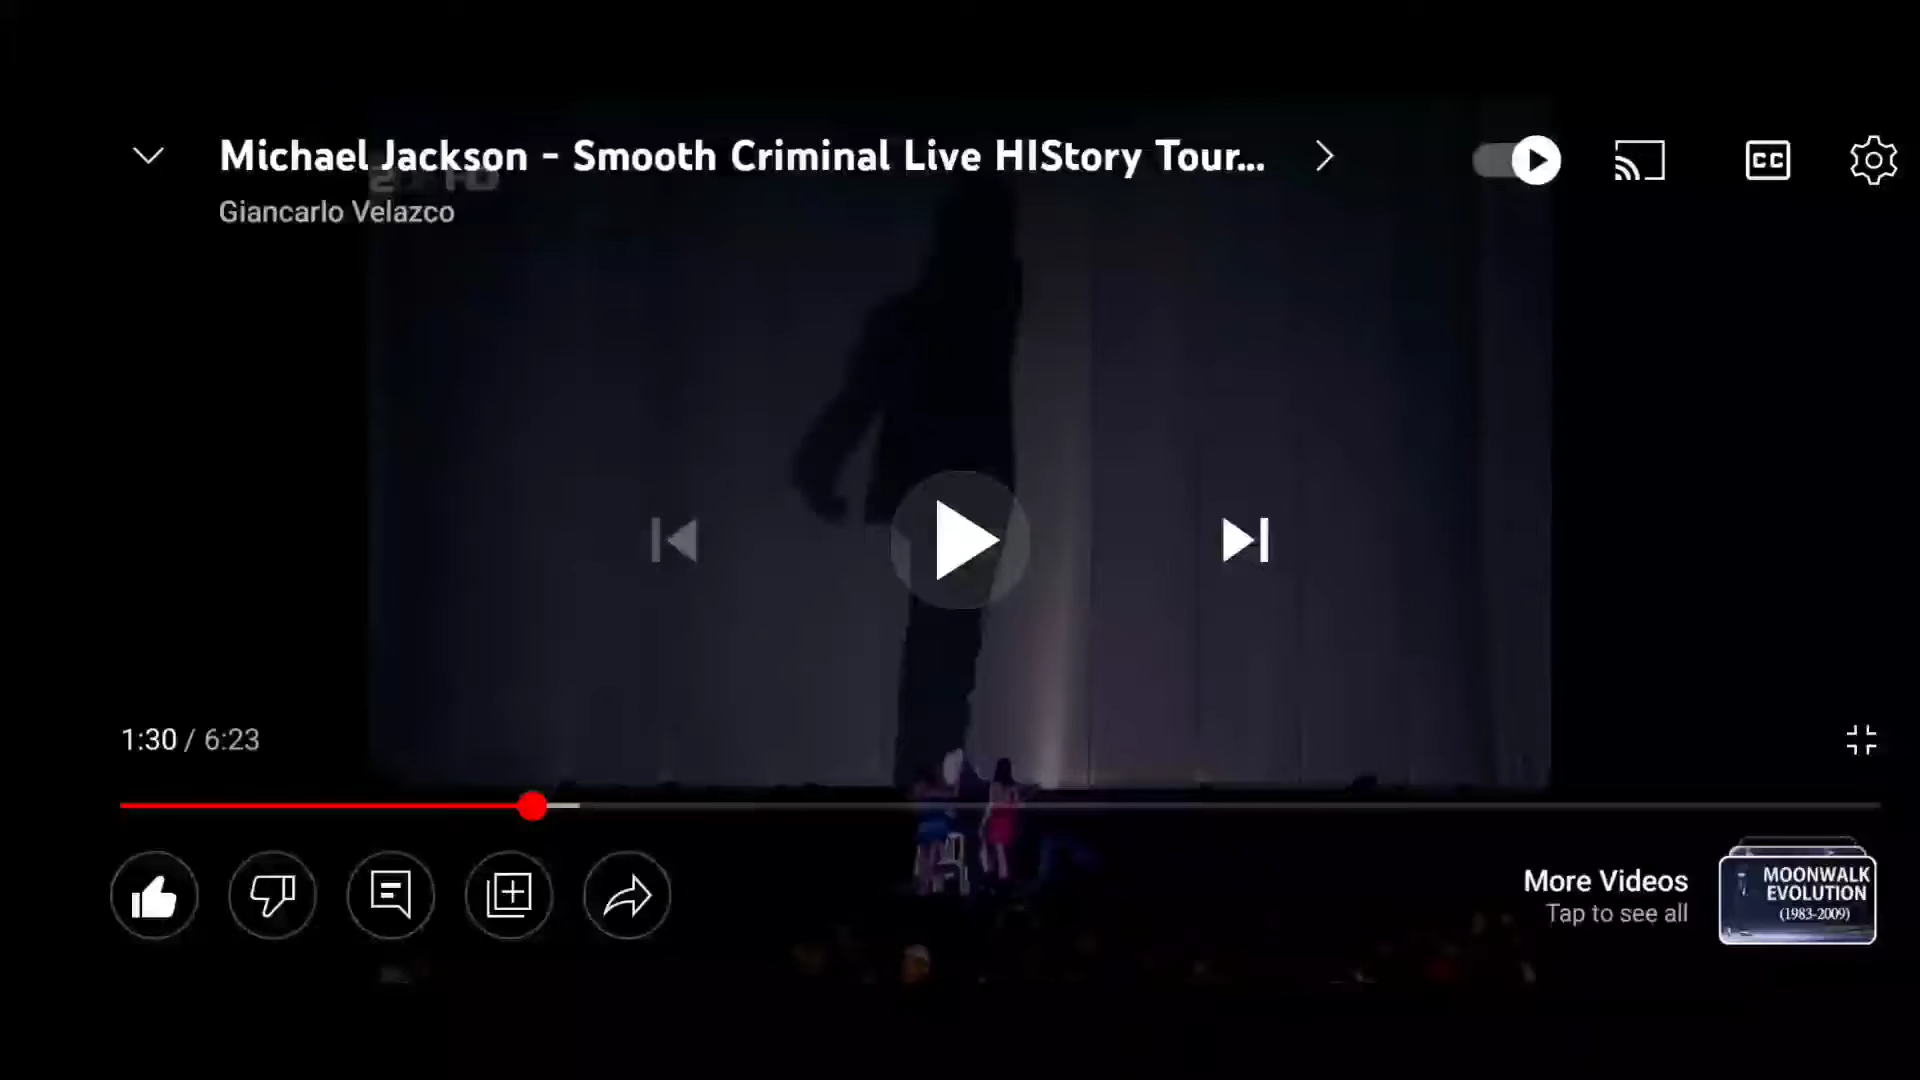 Michael Jackson - Smooth Criminal Live HIStory Tour...
Giancarlo Velazco
CC
1:30 / 6:23
More Videos
Tap to see all
MOONWALK
EVOLUTION
(1983-2009)